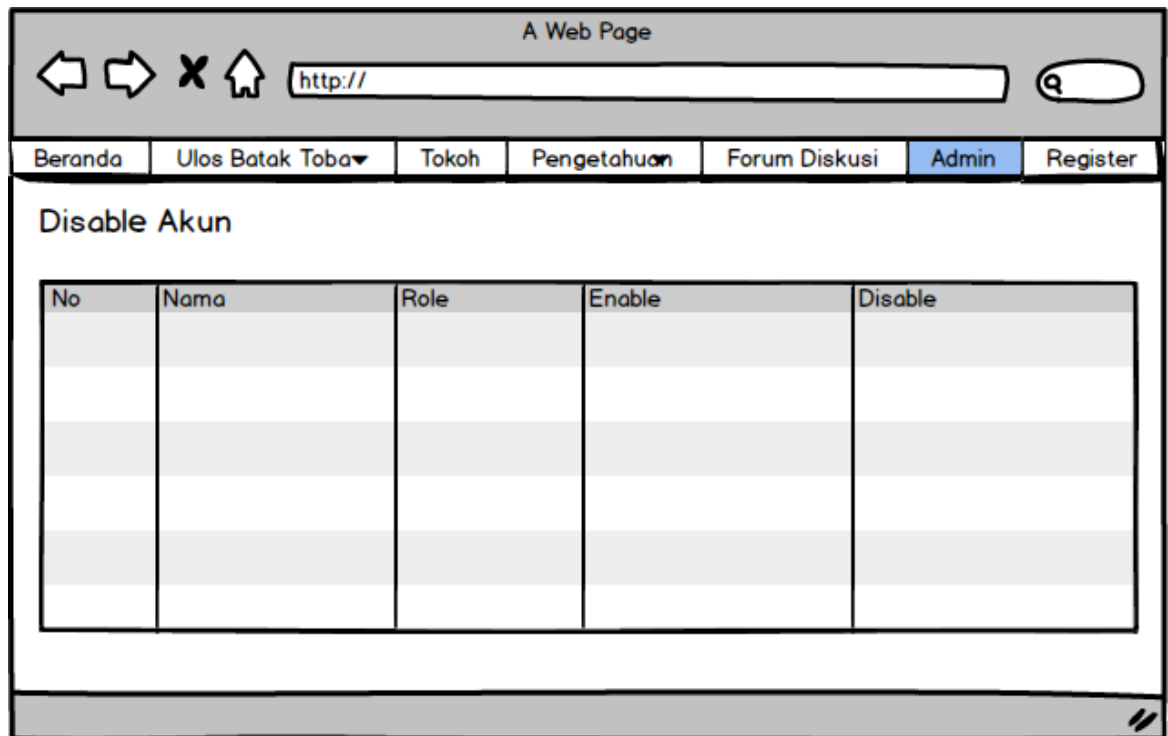 A Web Page
http://
Beranda Ulos Batak Toba Tokoh Pengetahuan Forum Diskusi Admin Register
Disable Akun
No Nama Role Enable Disable